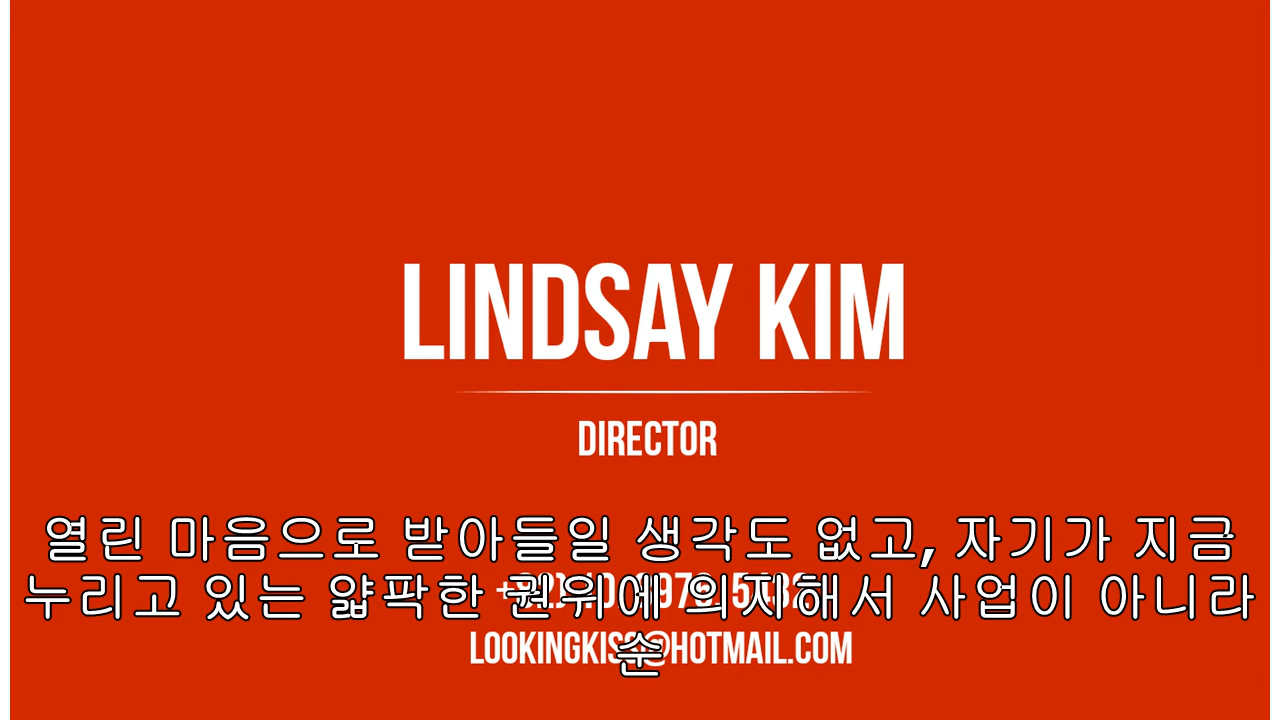 LINDSAY KIM
DIRECTOR
열린 마음으로 받아들일 생각도 없고, 자기가 지금
누리고 있는 얇팍한 권위에 의지해서 사업이 아니라
순
@HOTMAIL.COM